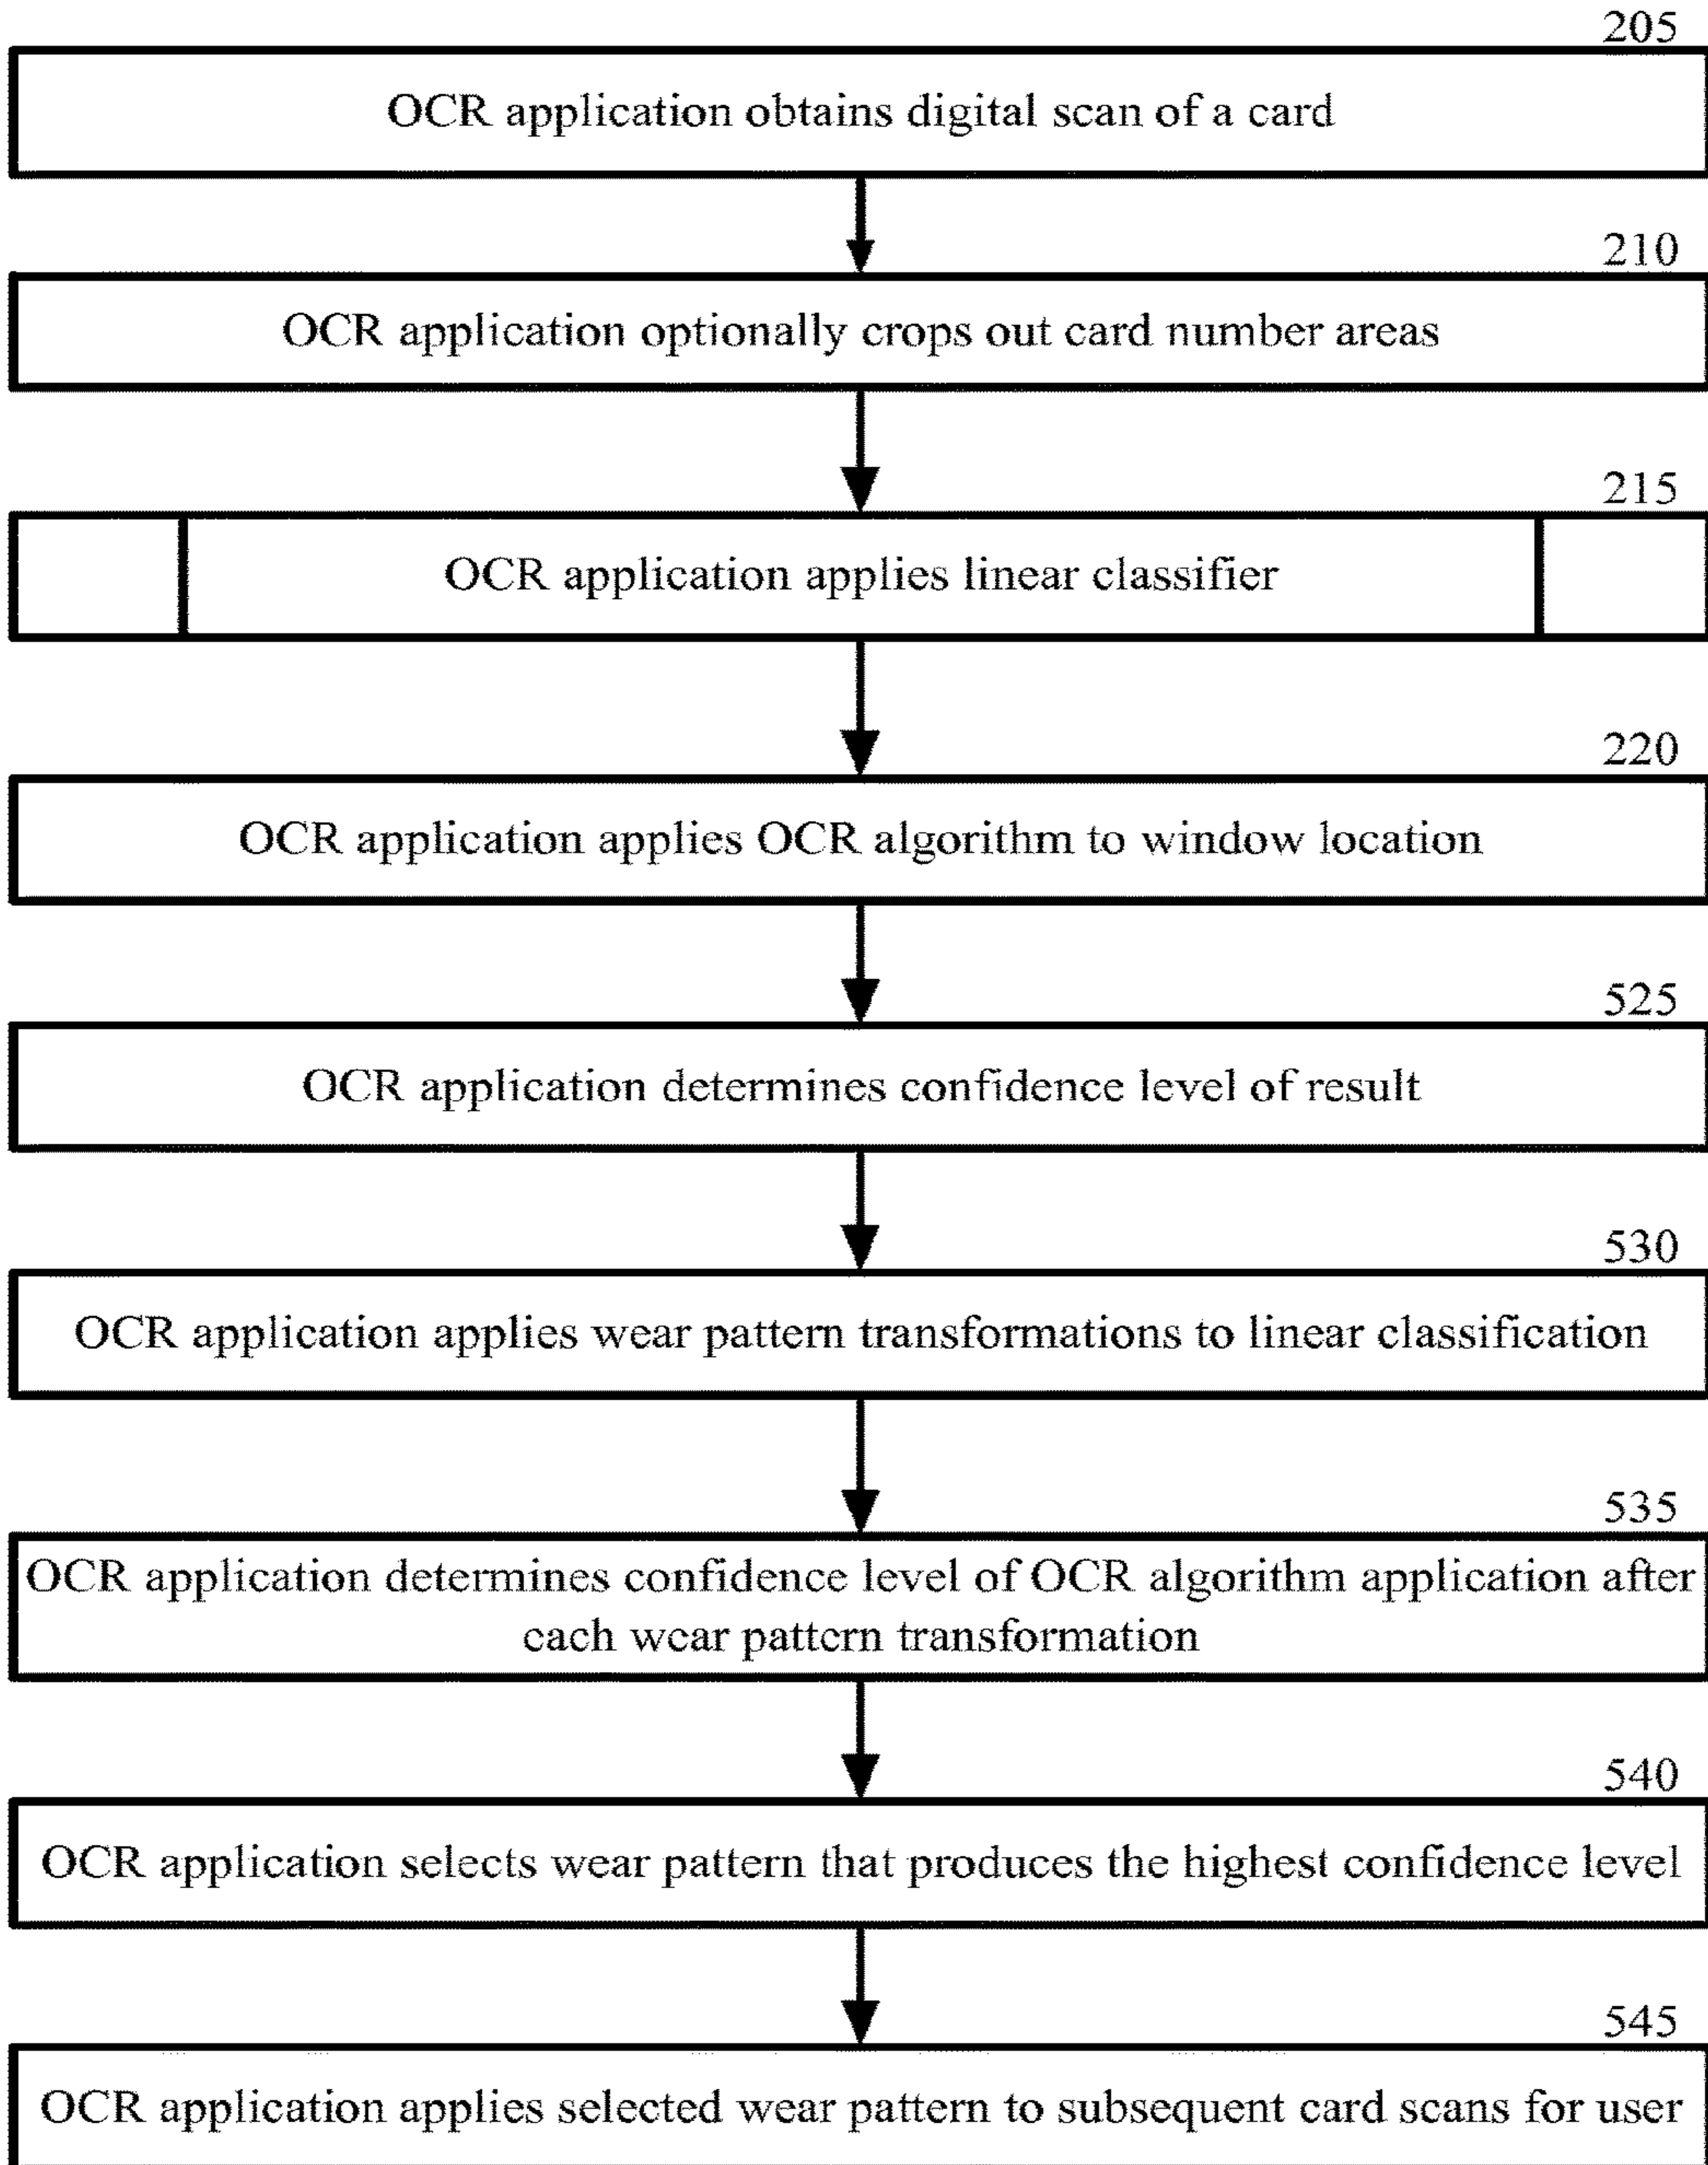 205
OCR application obtains digital scan of a card
210
OCR application optionally crops out card number areas
215
OCR application applies linear classifier
220
OCR application applies OCR algorithm to window location
525
OCR application determines confidence level of result
530
OCR application applies wear pattern transformations to linear classification
535
OCR application determines confidence level of OCR algorithm application after
each wear pattern transformation
540
OCR application selects wear pattern that produces the highest confidence level
545
OCR application applies selected wear pattern to subsequent card scans for user